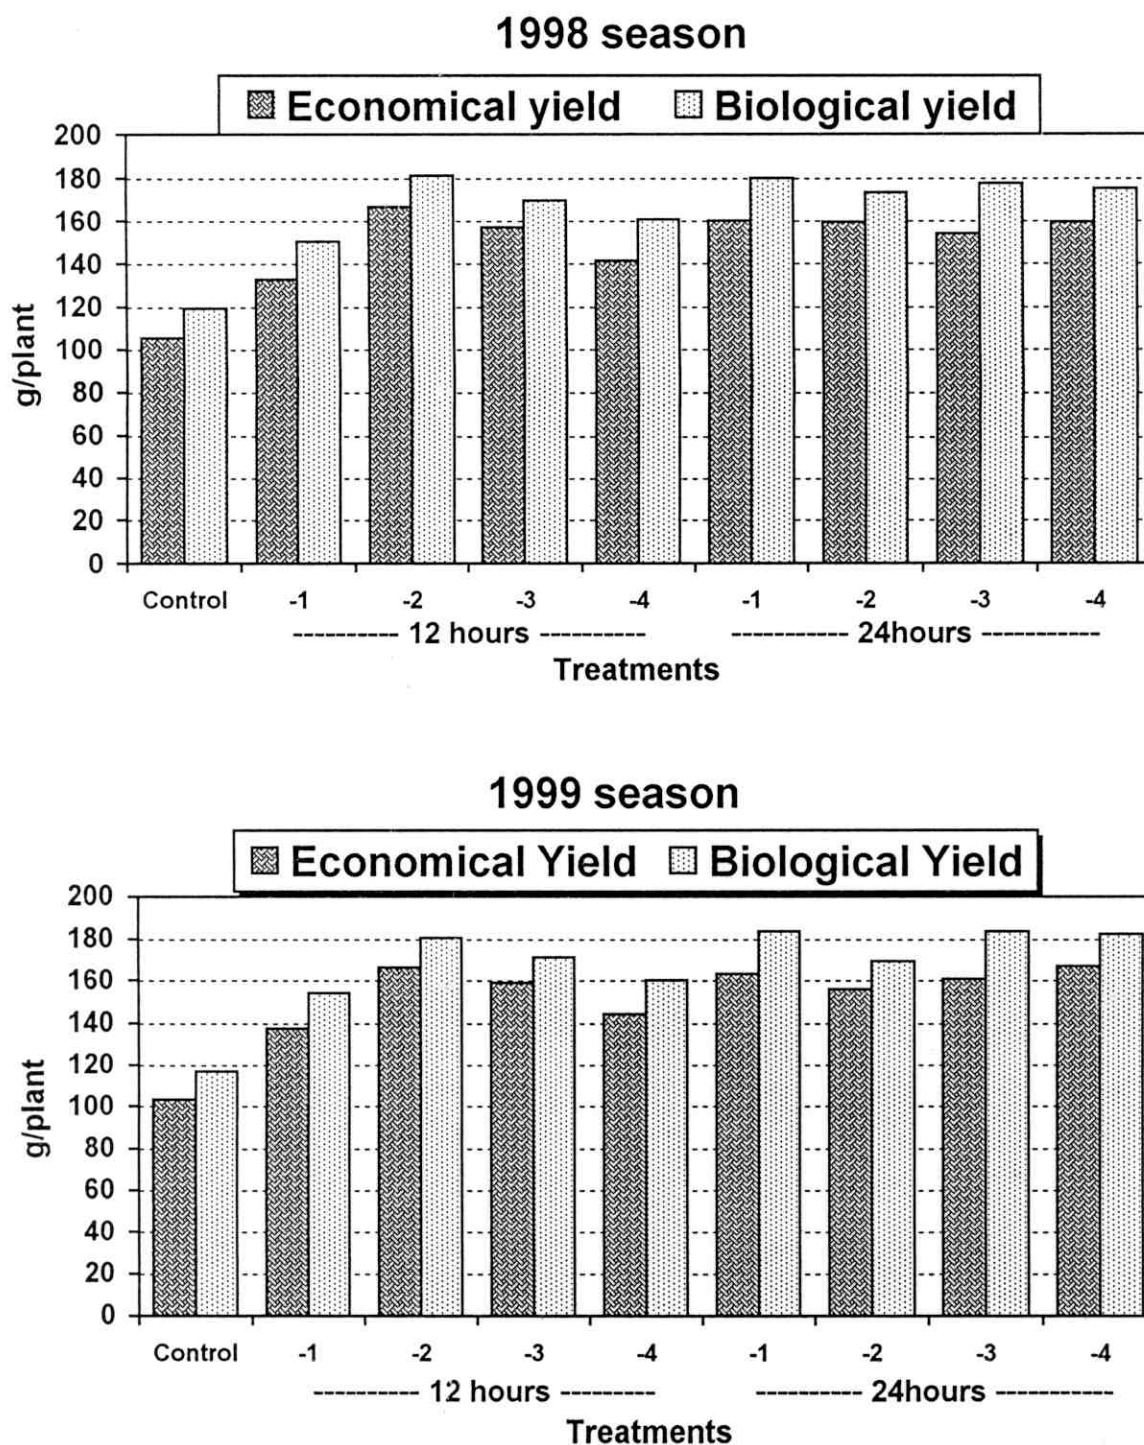 1998 season
Economical yield Biological yield
200
180
160
140
120
100
80
60
40
20
0
g/plant
Control -1 -2 -3 -4 -1 -2 -3 -4
---------- 12 hours ---------- ---------- 24hours -----------
Treatments
1999 season
Economical Yield Biological Yield
200
180
160
140
120
100
80
60
40
20
0
g/plant
Control -1 -2 -3 -4 -1 -2 -3 -4
---------- 12 hours --------- ---------- 24hours -----------
Treatments